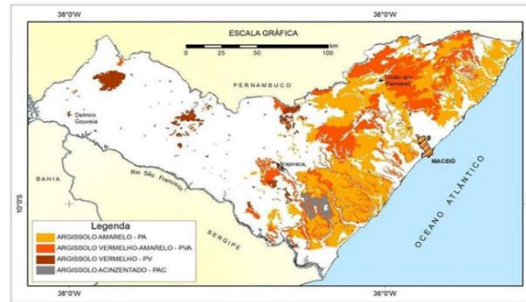 38°0'W
36°0'W
ESCALA GRÁFICA
0 25 50 100
km
PERNAMBUCO
União dos Palmares
Delmiro
Gouveia
MACEIÓ
Arapiraca
BAHIA
Rio São Francisco
OCEANO ATLÂNTICO
10°0'S
SERGIPE
Legenda
ARGISSOLO AMARELO - PA
ARGISSOLO VERMELHO-AMARELO - PVA
ARGISSOLO VERMELHO - PV
ARGISSOLO ACINZENTADO - PAC
38°0'W
36°0'W